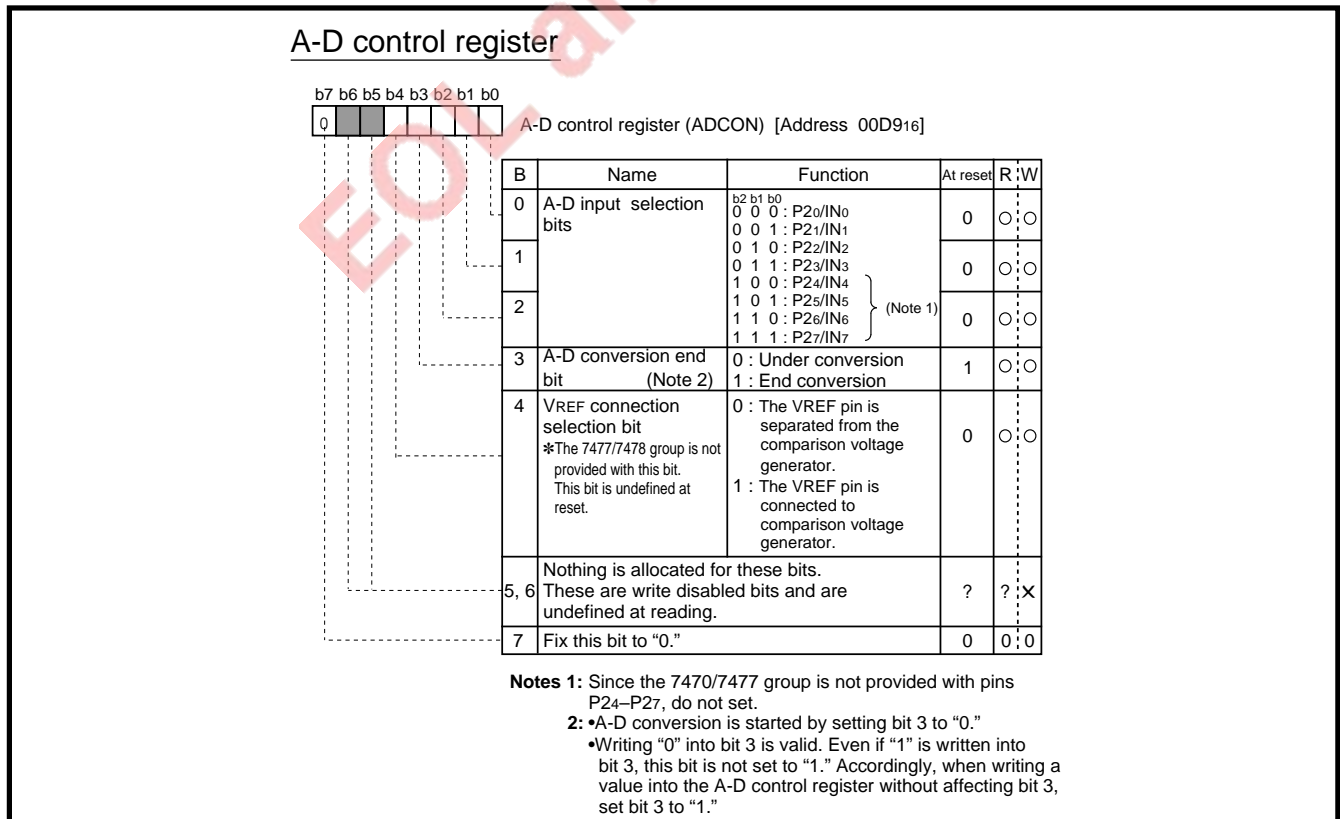 EOL an
A-D control register
b7 b6 b5 b4 b3 b2 b1 b0
0
A-D control register (ADCON) [Address 00D916]
B Name Function At reset R W
0 A-D input selection bits
b2 b1 b0
0 0 0 : P20/IN0
0 0 1 : P21/IN1
0 1 0 : P22/IN2
0 1 1 : P23/IN3
1 0 0 : P24/IN4
1 0 1 : P25/IN5
1 1 0 : P26/IN6
1 1 1 : P27/IN7
(Note 1)
0 ○ ○
1
0 ○ ○
2
0 ○ ○
3 A-D conversion end
bit (Note 2)
0 : Under conversion
1 : End conversion
1 ○ ○
4 VREF connection
selection bit
✽The 7477/7478 group is not
provided with this bit.
This bit is undefined at
reset.
0 : The VREF pin is
separated from the
comparison voltage
generator.
1 : The VREF pin is
connected to
comparison voltage
generator.
0 ○ ○
5, 6
Nothing is allocated for these bits.
These are write disabled bits and are
undefined at reading.
? ? ×
7 Fix this bit to “0.” 0 0 0
Notes 1: Since the 7470/7477 group is not provided with pins
P24–P27, do not set.
2: •A-D conversion is started by setting bit 3 to “0.”
•Writing “0” into bit 3 is valid. Even if “1” is written into
bit 3, this bit is not set to “1.” Accordingly, when writing a
value into the A-D control register without affecting bit 3,
set bit 3 to “1.”